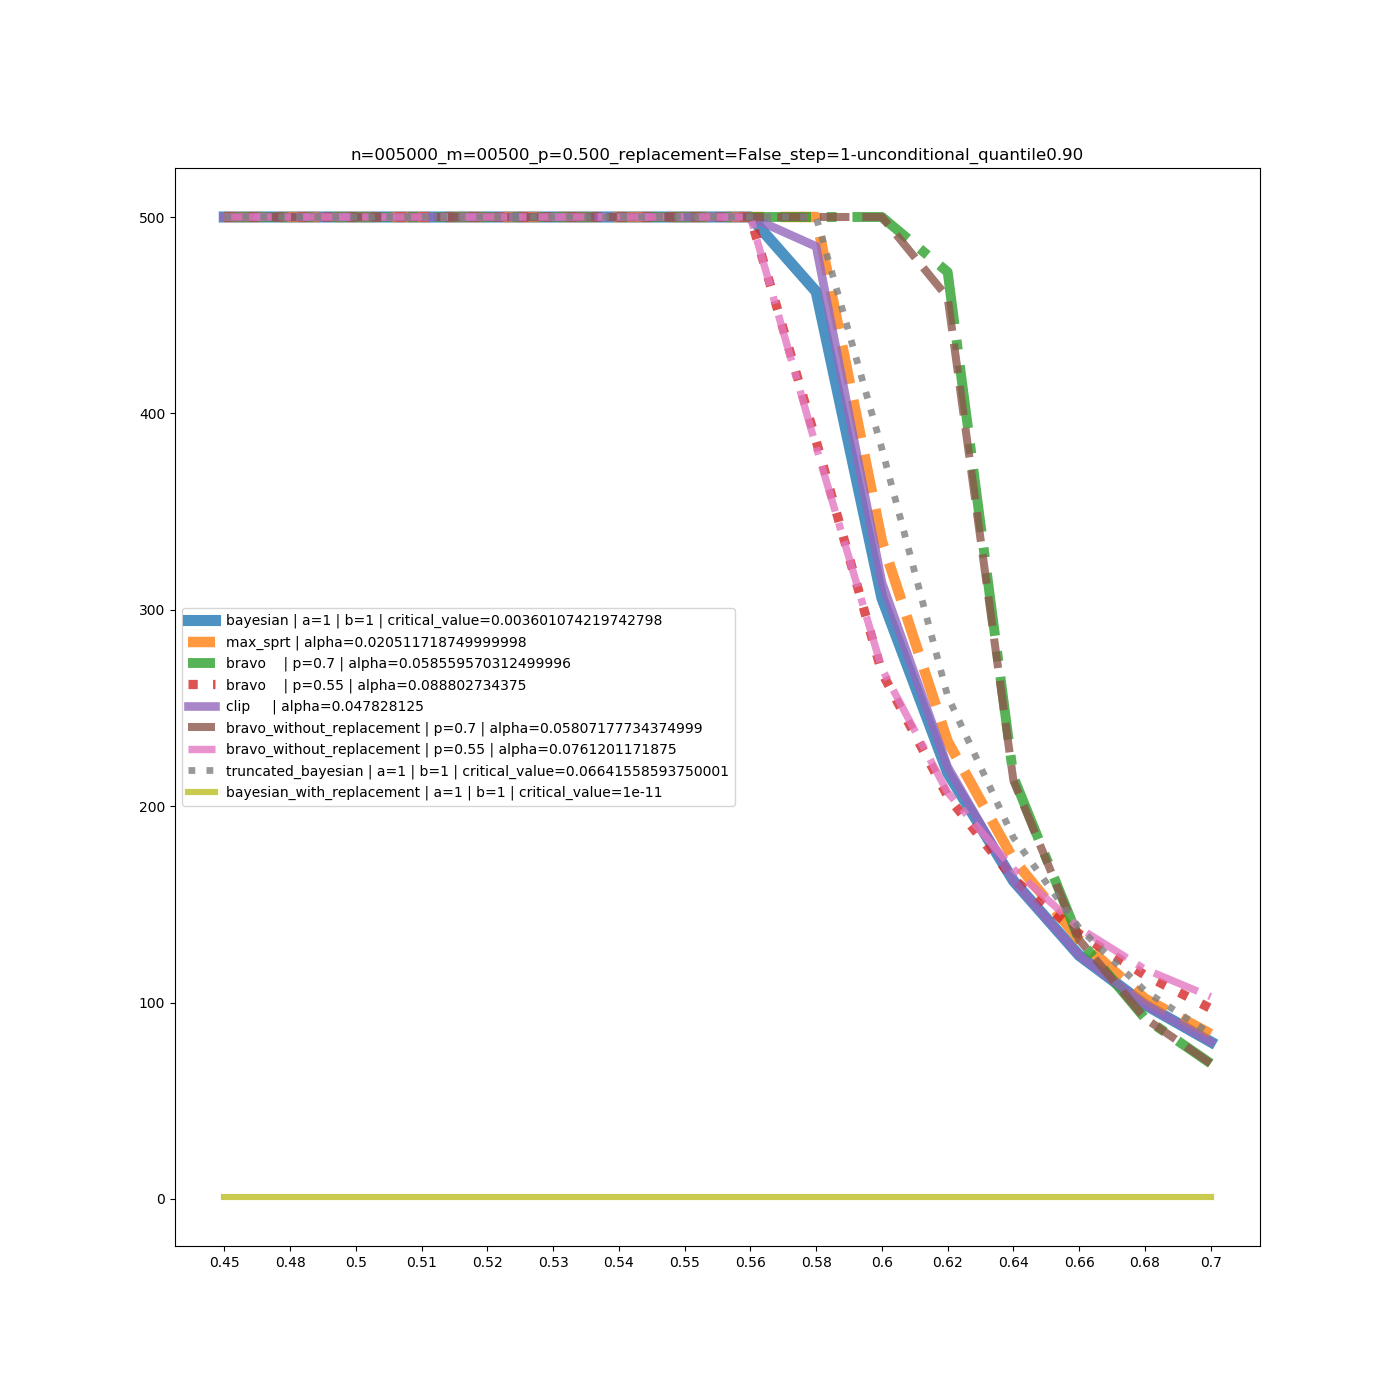 n=005000_m=00500_p=0.500_replacement=False_step=1-unconditional_quantile0.90
500
400
300
200
100
0
bayesian | a=1 | b=1 | critical_value=0.003601074219742798
max_sprt | alpha=0.020511718749999998
bravo    | p=0.7 | alpha=0.058559570312499996
bravo    | p=0.55 | alpha=0.088802734375
clip     | alpha=0.047828125
bravo_without_replacement | p=0.7 | alpha=0.05807177734374999
bravo_without_replacement | p=0.55 | alpha=0.0761201171875
truncated_bayesian | a=1 | b=1 | critical_value=0.06641558593750001
bayesian_with_replacement | a=1 | b=1 | critical_value=1e-11
0.45 0.48 0.5 0.51 0.52 0.53 0.54 0.55 0.56 0.58 0.6 0.62 0.64 0.66 0.68 0.7